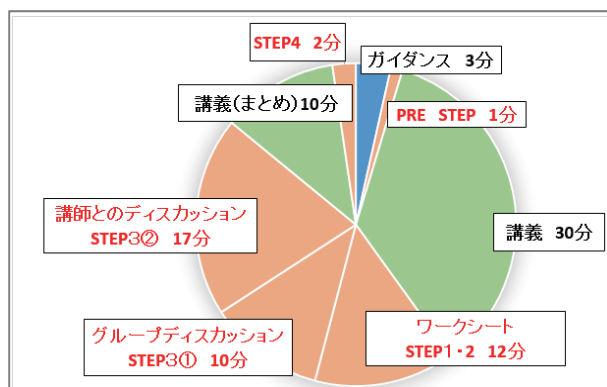 STEP4 2分
ガイダンス 3分
講義(まとめ)10分
PRE STEP 1分
講師とのディスカッション
STEP3② 17分
講義 30分
グループディスカッション
STEP3① 10分
ワークシート
STEP1・2 12分